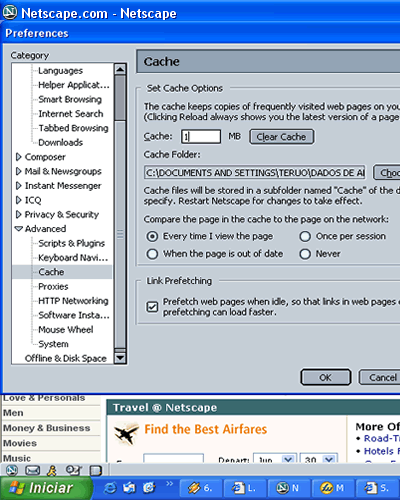 Netscape.com - Netscape
Preferences
Category
Languages
Helper Applicat...
Smart Browsing
Internet Search
Tabbed Browsing
Downloads
Composer
Mail & Newsgroups
Instant Messenger
ICQ
Privacy & Security
Advanced
Scripts & Plugins
Keyboard Navi...
Cache
Proxies
HTTP Networking
Software Insta...
Mouse Wheel
System
Offline & Disk Space
Cache
Set Cache Options
The cache keeps copies of frequently visited web pages on you
(Clicking Reload always shows you the latest version of a page
Cache: 1 MB Clear Cache
Cache Folder:
C:\DOCUMENTS AND SETTINGS\TERUO\DADOS DE Al Choo
Cache files will be stored in a subfolder named "Cache" of the d
specify. Restart Netscape for changes to take effect.
Compare the page in the cache to the page on the network:
Every time I view the page Once per session
When the page is out of date Never
Link Prefetching
Prefetch web pages when idle, so that links in web pages
prefetching can load faster.
OK Cancel
Love & Personals
Men
Money & Business
Movies
Music
Travel @ Netscape
Find the Best Airfares
Depart: Jun 30
More Of
• Road-Tr
• Hotels F
Iniciar
6.
L.
N
M
S.